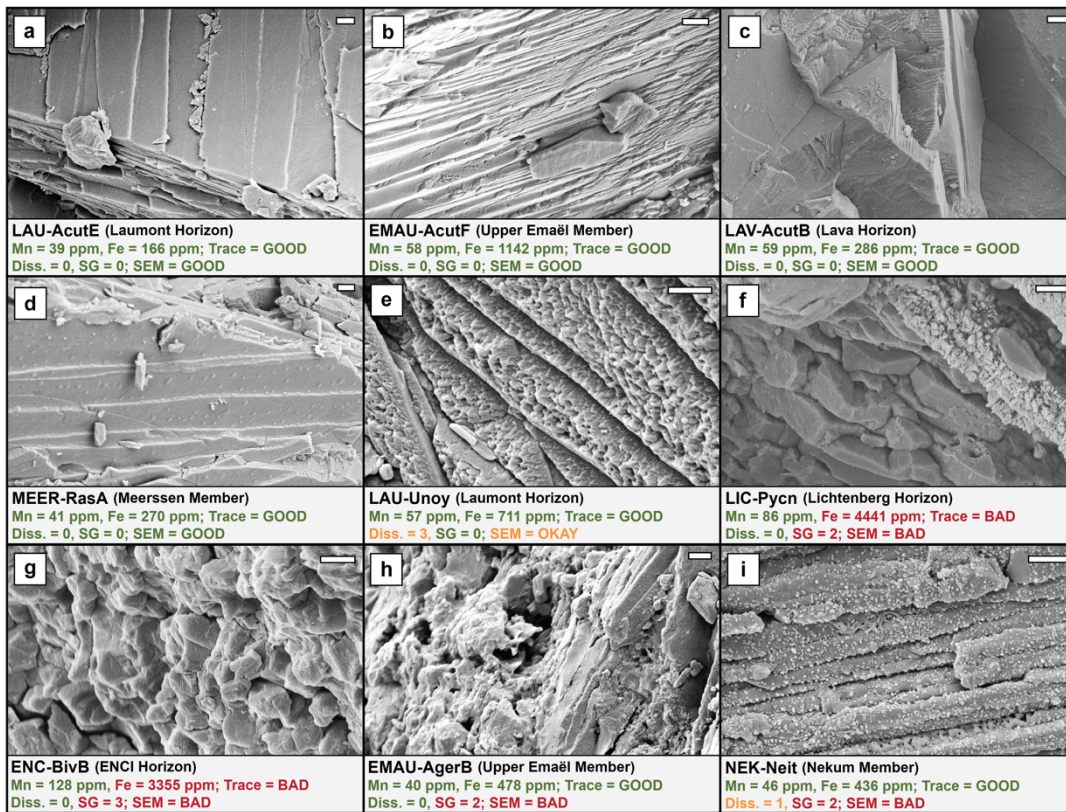 a
LAU-AcutE (Laumont Horizon)
Mn = 39 ppm, Fe = 166 ppm; Trace = GOOD
Diss. = 0, SG = 0; SEM = GOOD
b
EMAU-AcutF (Upper Emaël Member)
Mn = 58 ppm, Fe = 1142 ppm; Trace = GOOD
Diss. = 0, SG = 0; SEM = GOOD
c
LAV-AcutB (Lava Horizon)
Mn = 59 ppm, Fe = 286 ppm; Trace = GOOD
Diss. = 0, SG = 0; SEM = GOOD
d
MEER-RasA (Meerssen Member)
Mn = 41 ppm, Fe = 270 ppm; Trace = GOOD
Diss. = 0, SG = 0; SEM = GOOD
e
LAU-Unoy (Laumont Horizon)
Mn = 57 ppm, Fe = 711 ppm; Trace = GOOD
Diss. = 3, SG = 0; SEM = OKAY
f
LIC-Pycn (Lichtenberg Horizon)
Mn = 86 ppm, Fe = 4441 ppm; Trace = BAD
Diss. = 0, SG = 2; SEM = BAD
g
ENC-BivB (ENCI Horizon)
Mn = 128 ppm, Fe = 3355 ppm; Trace = BAD
Diss. = 0, SG = 3; SEM = BAD
h
EMAU-AgerB (Upper Emaël Member)
Mn = 40 ppm, Fe = 478 ppm; Trace = GOOD
Diss. = 0, SG = 2; SEM = BAD
i
NEK-Neit (Nekum Member)
Mn = 46 ppm, Fe = 436 ppm; Trace = GOOD
Diss. = 1, SG = 2; SEM = BAD